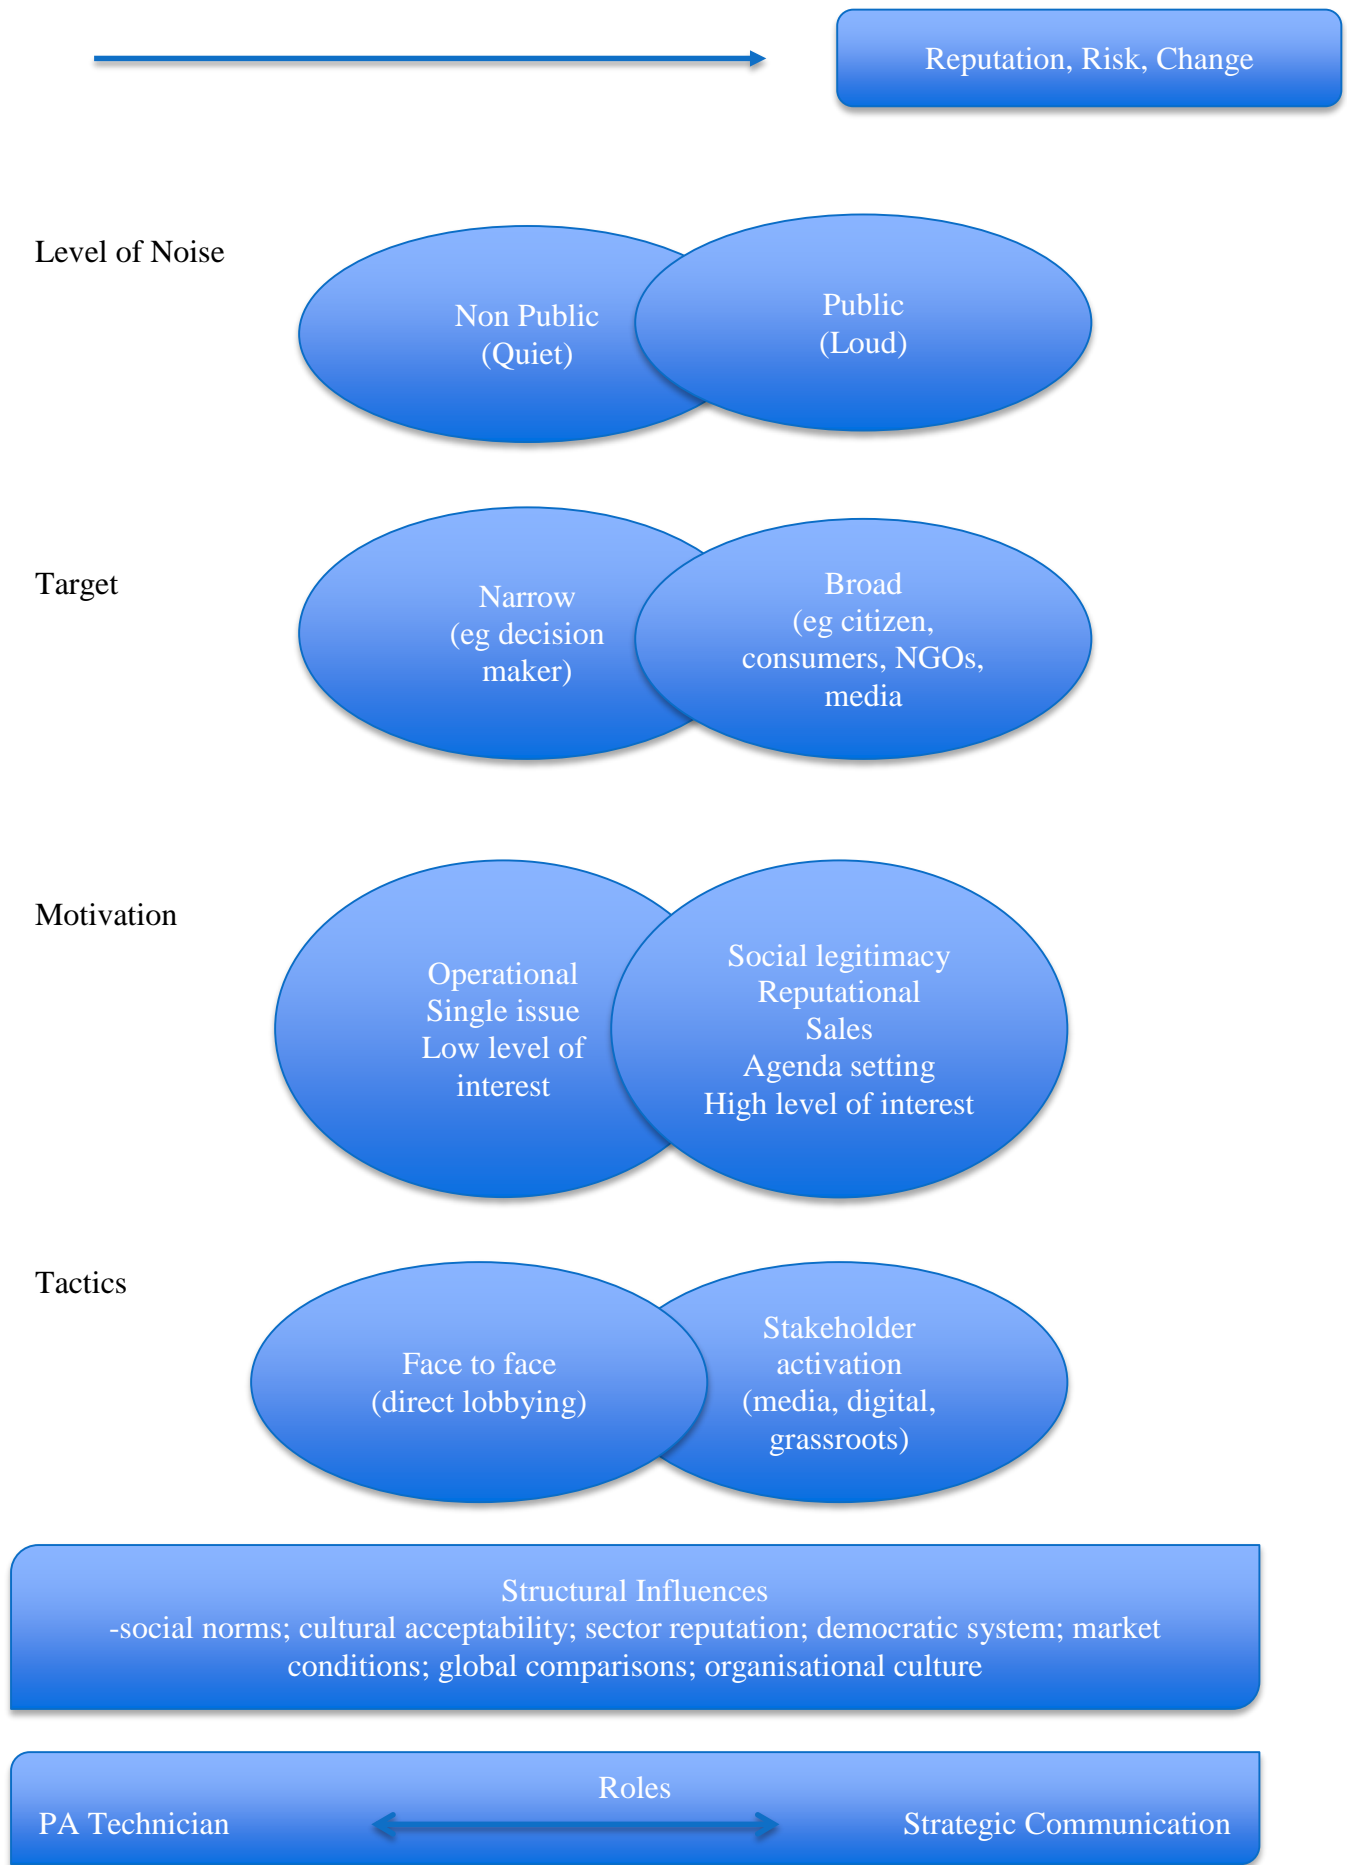 Reputation, Risk, Change
Level of Noise
Non Public
(Quiet)
Public
(Loud)
Target
Narrow
(eg decision
maker)
Broad
(eg citizen,
consumers, NGOs,
media
Motivation
Operational
Single issue
Low level of
interest
Social legitimacy
Reputational
Sales
Agenda setting
High level of interest
Tactics
Face to face
(direct lobbying)
Stakeholder
activation
(media, digital,
grassroots)
Structural Influences
-social norms; cultural acceptability; sector reputation; democratic system; market
conditions; global comparisons; organisational culture
Roles
PA Technician
Strategic Communication